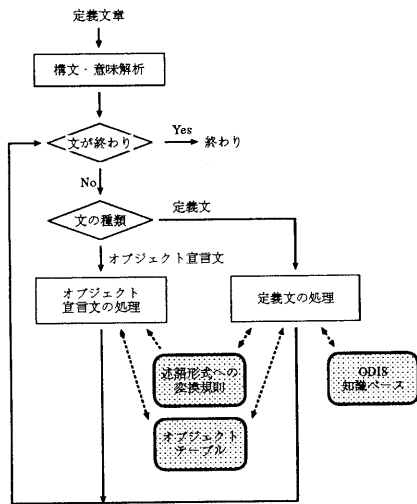 定義文章
構文・意味解析
文が終わり
Yes
終わり
No
文の種類
定義文
オブジェクト宣言文
オブジェクト
宣言文の処理
定義文の処理
述語形式への
変換規則
ODIS
知識ベース
オブジェクト
テーブル